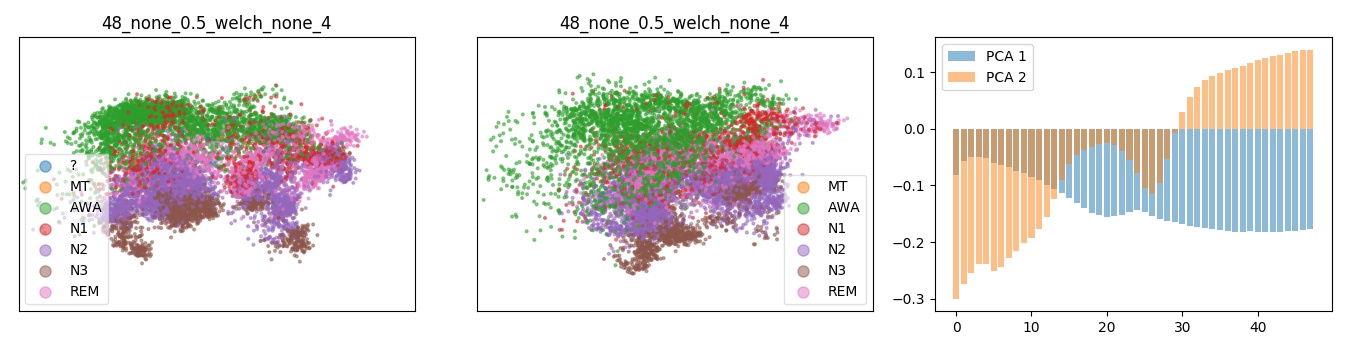 48_none_0.5_welch_none_4
?
MT
AWA
N1
N2
N3
REM
48_none_0.5_welch_none_4
MT
AWA
N1
N2
N3
REM
PCA 1
PCA 2
0.1
0.0
−0.1
−0.2
−0.3
0
10
20
30
40